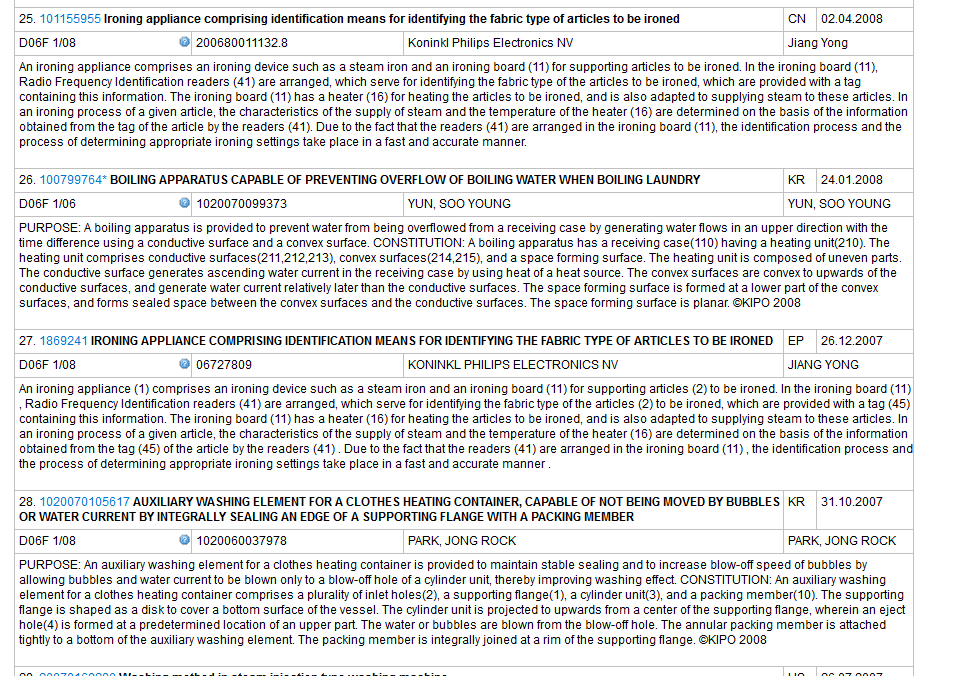 25. 101155955 Ironing appliance comprising identification means for identifying the fabric type of articles to be ironed CN 02.04.2008
D06F 1/08 200680011132.8 Koninkl Philips Electronics NV Jiang Yong
An ironing appliance comprises an ironing device such as a steam iron and an ironing board (11) for supporting articles to be ironed. In the ironing board (11),
Radio Frequency Identification readers (41) are arranged, which serve for identifying the fabric type of the articles to be ironed, which are provided with a tag
containing this information. The ironing board (11) has a heater (16) for heating the articles to be ironed, and is also adapted to supplying steam to these articles. In
an ironing process of a given article, the characteristics of the supply of steam and the temperature of the heater (16) are determined on the basis of the information
obtained from the tag of the article by the readers (41). Due to the fact that the readers (41) are arranged in the ironing board (11), the identification process and the
process of determining appropriate ironing settings take place in a fast and accurate manner.
26. 100799764* BOILING APPARATUS CAPABLE OF PREVENTING OVERFLOW OF BOILING WATER WHEN BOILING LAUNDRY KR 24.01.2008
D06F 1/06 1020070099373 YUN, SOO YOUNG YUN, SOO YOUNG
PURPOSE: A boiling apparatus is provided to prevent water from being overflowed from a receiving case by generating water flows in an upper direction with the
time difference using a conductive surface and a convex surface. CONSTITUTION: A boiling apparatus has a receiving case(110) having a heating unit(210). The
heating unit comprises conductive surfaces(211,212,213), convex surfaces(214,215), and a space forming surface. The heating unit is composed of uneven parts.
The conductive surface generates ascending water current in the receiving case by using heat of a heat source. The convex surfaces are convex to upwards of the
conductive surfaces, and generate water current relatively later than the conductive surfaces. The space forming surface is formed at a lower part of the convex
surfaces, and forms sealed space between the convex surfaces and the conductive surfaces. The space forming surface is planar. ©KIPO 2008
27. 1869241 IRONING APPLIANCE COMPRISING IDENTIFICATION MEANS FOR IDENTIFYING THE FABRIC TYPE OF ARTICLES TO BE IRONED EP 26.12.2007
D06F 1/08 06727809 KONINKL PHILIPS ELECTRONICS NV JIANG YONG
An ironing appliance (1) comprises an ironing device such as a steam iron and an ironing board (11) for supporting articles (2) to be ironed. In the ironing board (11)
, Radio Frequency Identification readers (41) are arranged, which serve for identifying the fabric type of the articles (2) to be ironed, which are provided with a tag (45)
containing this information. The ironing board (11) has a heater (16) for heating the articles to be ironed, and is also adapted to supplying steam to these articles. In
an ironing process of a given article, the characteristics of the supply of steam and the temperature of the heater (16) are determined on the basis of the information
obtained from the tag (45) of the article by the readers (41) . Due to the fact that the readers (41) are arranged in the ironing board (11) , the identification process and
the process of determining appropriate ironing settings take place in a fast and accurate manner .
28. 1020070105617 AUXILIARY WASHING ELEMENT FOR A CLOTHES HEATING CONTAINER, CAPABLE OF NOT BEING MOVED BY BUBBLES KR 31.10.2007
OR WATER CURRENT BY INTEGRALLY SEALING AN EDGE OF A SUPPORTING FLANGE WITH A PACKING MEMBER
D06F 1/08 1020060037978 PARK, JONG ROCK PARK, JONG ROCK
PURPOSE: An auxiliary washing element for a clothes heating container is provided to maintain stable sealing and to increase blow-off speed of bubbles by
allowing bubbles and water current to be blown only to a blow-off hole of a cylinder unit, thereby improving washing effect. CONSTITUTION: An auxiliary washing
element for a clothes heating container comprises a plurality of inlet holes(2), a supporting flange(1), a cylinder unit(3), and a packing member(10). The supporting
flange is shaped as a disk to cover a bottom surface of the vessel. The cylinder unit is projected to upwards from a center of the supporting flange, wherein an eject
hole(4) is formed at a predetermined location of an upper part. The water or bubbles are blown from the blow-off hole. The annular packing member is attached
tightly to a bottom of the auxiliary washing element. The packing member is integrally joined at a rim of the supporting flange. ©KIPO 2008